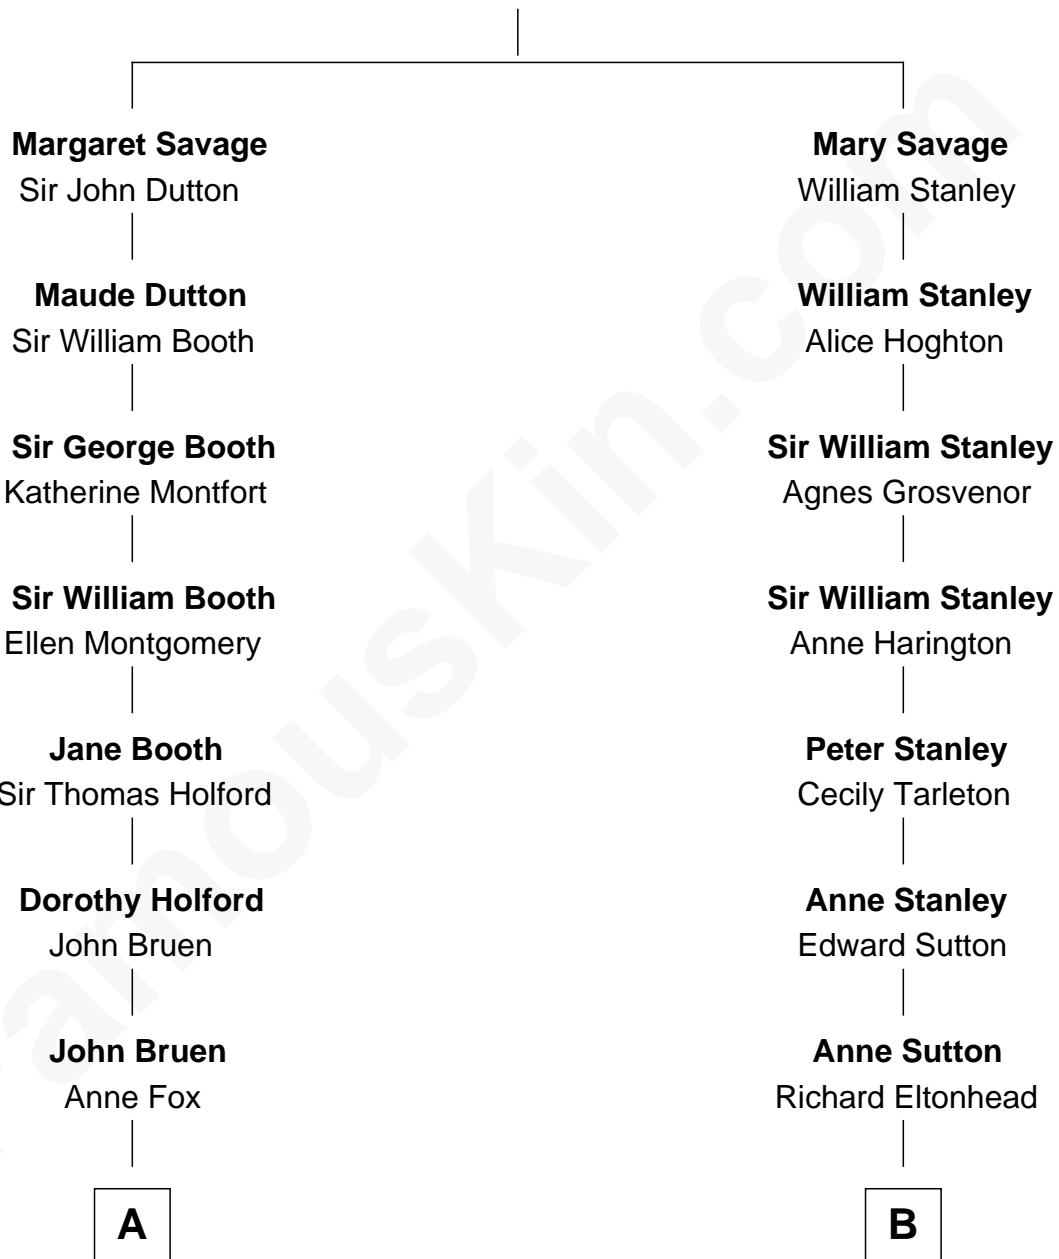 Margaret Savage
Sir John Dutton
Maude Dutton
Sir William Booth
Sir George Booth
Katherine Montfort
Sir William Booth
Ellen Montgomery
Jane Booth
Sir Thomas Holford
Dorothy Holford
John Bruen
John Bruen
Anne Fox
A
Mary Savage
William Stanley
William Stanley
Alice Hoghton
Sir William Stanley
Agnes Grosvenor
Sir William Stanley
Anne Harington
Peter Stanley
Cecily Tarleton
Anne Stanley
Edward Sutton
Anne Sutton
Richard Eltonhead
B
famouskin.com